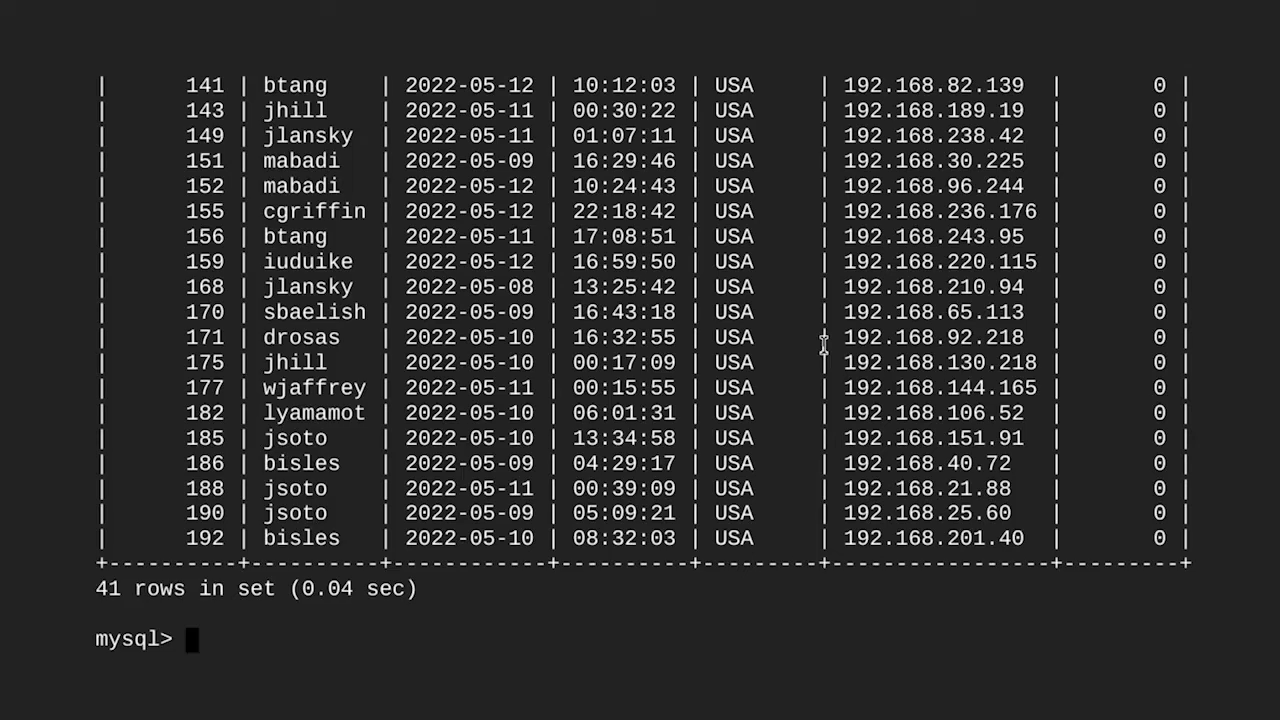 |      141 | btang    | 2022-05-12 | 10:12:03 | USA     | 192.168.82.139  |       0 |
|      143 | jhill    | 2022-05-11 | 00:30:22 | USA     | 192.168.189.19  |       0 |
|      149 | jlansky  | 2022-05-11 | 01:07:11 | USA     | 192.168.238.42  |       0 |
|      151 | mabadi   | 2022-05-09 | 16:29:46 | USA     | 192.168.30.225  |       0 |
|      152 | mabadi   | 2022-05-12 | 10:24:43 | USA     | 192.168.96.244  |       0 |
|      155 | cgriffin | 2022-05-12 | 22:18:42 | USA     | 192.168.236.176 |       0 |
|      156 | btang    | 2022-05-11 | 17:08:51 | USA     | 192.168.243.95  |       0 |
|      159 | iuduike  | 2022-05-12 | 16:59:50 | USA     | 192.168.220.115 |       0 |
|      168 | jlansky  | 2022-05-08 | 13:25:42 | USA     | 192.168.210.94  |       0 |
|      170 | sbaelish | 2022-05-09 | 16:43:18 | USA     | 192.168.65.113  |       0 |
|      171 | drosas   | 2022-05-10 | 16:32:55 | USA     | 192.168.92.218  |       0 |
|      175 | jhill    | 2022-05-10 | 00:17:09 | USA     | 192.168.130.218 |       0 |
|      177 | wjaffrey | 2022-05-11 | 00:15:55 | USA     | 192.168.144.165 |       0 |
|      182 | lyamamot | 2022-05-10 | 06:01:31 | USA     | 192.168.106.52  |       0 |
|      185 | jsoto    | 2022-05-10 | 13:34:58 | USA     | 192.168.151.91  |       0 |
|      186 | bisles   | 2022-05-09 | 04:29:17 | USA     | 192.168.40.72   |       0 |
|      188 | jsoto    | 2022-05-11 | 00:39:09 | USA     | 192.168.21.88   |       0 |
|      190 | jsoto    | 2022-05-09 | 05:09:21 | USA     | 192.168.25.60   |       0 |
|      192 | bisles   | 2022-05-10 | 08:32:03 | USA     | 192.168.201.40  |       0 |
+----------+----------+------------+----------+---------+-----------------+---------+
41 rows in set (0.04 sec)
mysql>